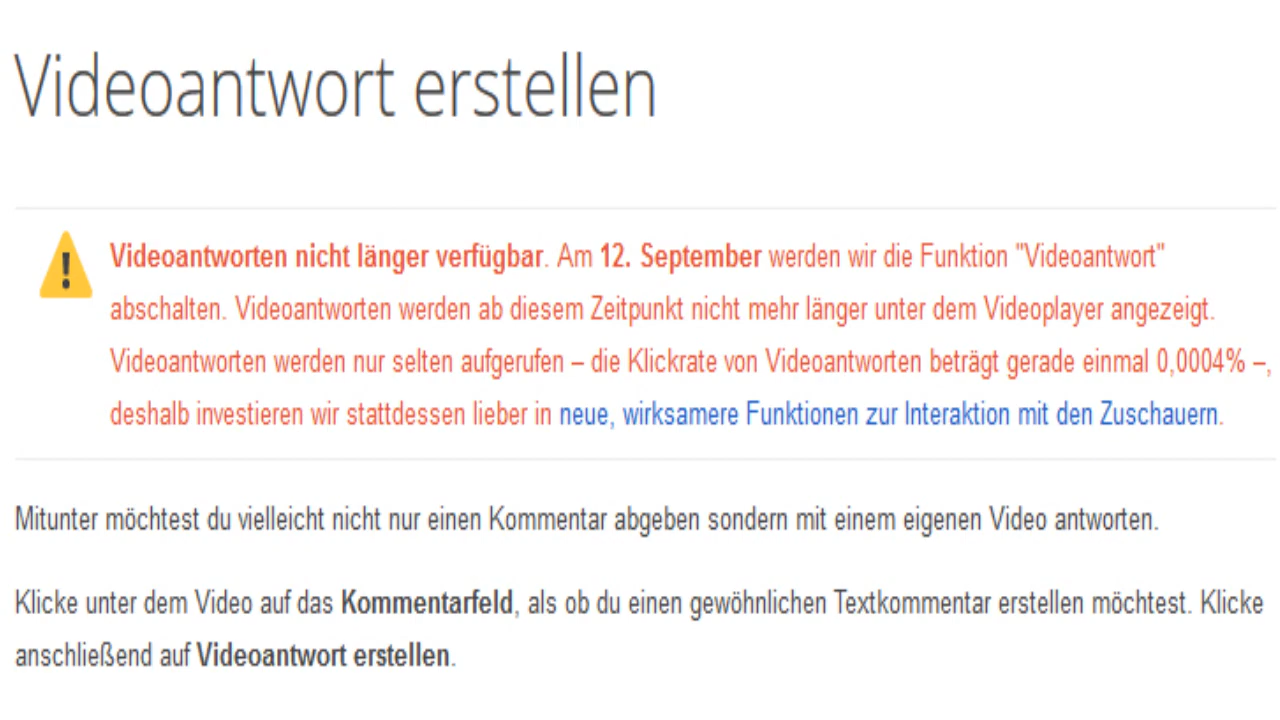 Videoantwort erstellen
Videoantworten nicht länger verfügbar. Am 12. September werden wir die Funktion "Videoantwort"
abschalten. Videoantworten werden ab diesem Zeitpunkt nicht mehr länger unter dem Videoplayer angezeigt.
Videoantworten werden nur selten aufgerufen – die Klickrate von Videoantworten beträgt gerade einmal 0,0004% –,
deshalb investieren wir stattdessen lieber in neue, wirksamere Funktionen zur Interaktion mit den Zuschauern.
Mitunter möchtest du vielleicht nicht nur einen Kommentar abgeben sondern mit einem eigenen Video antworten.
Klicke unter dem Video auf das Kommentarfeld, als ob du einen gewöhnlichen Textkommentar erstellen möchtest. Klicke
anschließend auf Videoantwort erstellen.